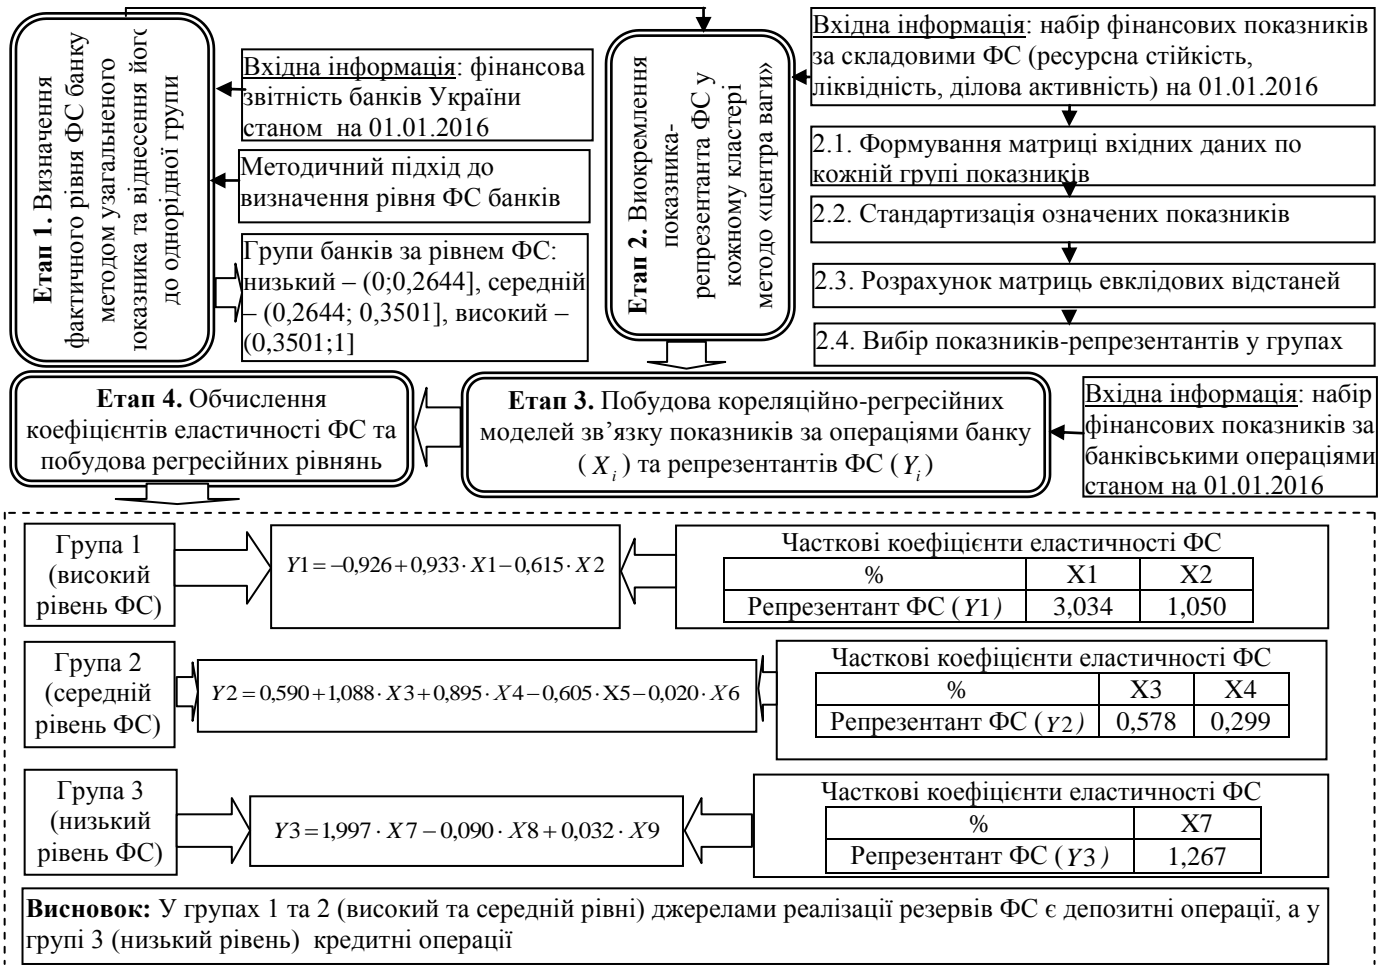 Етап 1. Визначення
фактичного рівня ФС банку
методом узагального
показника та віднесення його
до однорідної групи
Вхідна інформація: фінансова
звітність банків України
станом на 01.01.2016
Методичний підхід до
визначення рівня ФС банків
Групи банків за рівнем ФС:
низький – (0;0,2644], середній
– (0,2644; 0,3501], високий –
(0,3501;1]
Етап 2. Виокремлення
показника-
репрезентанта ФС у
кожному кластері
методо «центра ваги»
Вхідна інформація: набір фінансових показників
за складовими ФС (ресурсна стійкість,
ліквідність, ділова активність) на 01.01.2016
2.1. Формування матриці вхідних даних по
кожній групі показників
2.2. Стандартизація означених показників
2.3. Розрахунок матриць евклідових відстаней
2.4. Вибір показників-репрезентантів у групах
Етап 4. Обчислення
коефіцієнтів еластичності ФС та
побудова регресійних рівнянь
Етап 3. Побудова кореляційно-регресійних
моделей зв’язку показників за операціями банку
( X i ) та репрезентантів ФС ( Y i )
Вхідна інформація: набір
фінансових показників за
банківськими операціями
станом на 01.01.2016
Група 1
(високий
рівень ФС)
Y1 = −0,926 + 0,933 · X1 − 0,615 · X2
Часткові коефіцієнти еластичності ФС
% X1 X2
Репрезентант ФС (Y1) 3,034 1,050
Група 2
(середній
рівень ФС)
Y2 = 0,590 + 1,088 · X3 + 0,895 · X4 − 0,605 · X5 − 0,020 · X6
Часткові коефіцієнти еластичності ФС
% X3 X4
Репрезентант ФС (Y2) 0,578 0,299
Група 3
(низький
рівень ФС)
Y3 = 1,997 · X7 − 0,090 · X8 + 0,032 · X9
Часткові коефіцієнти еластичності ФС
% X7
Репрезентант ФС (Y3) 1,267
Висновок: У групах 1 та 2 (високий та середній рівні) джерелами реалізації резервів ФС є депозитні операції, а у
групі 3 (низький рівень) кредитні операції